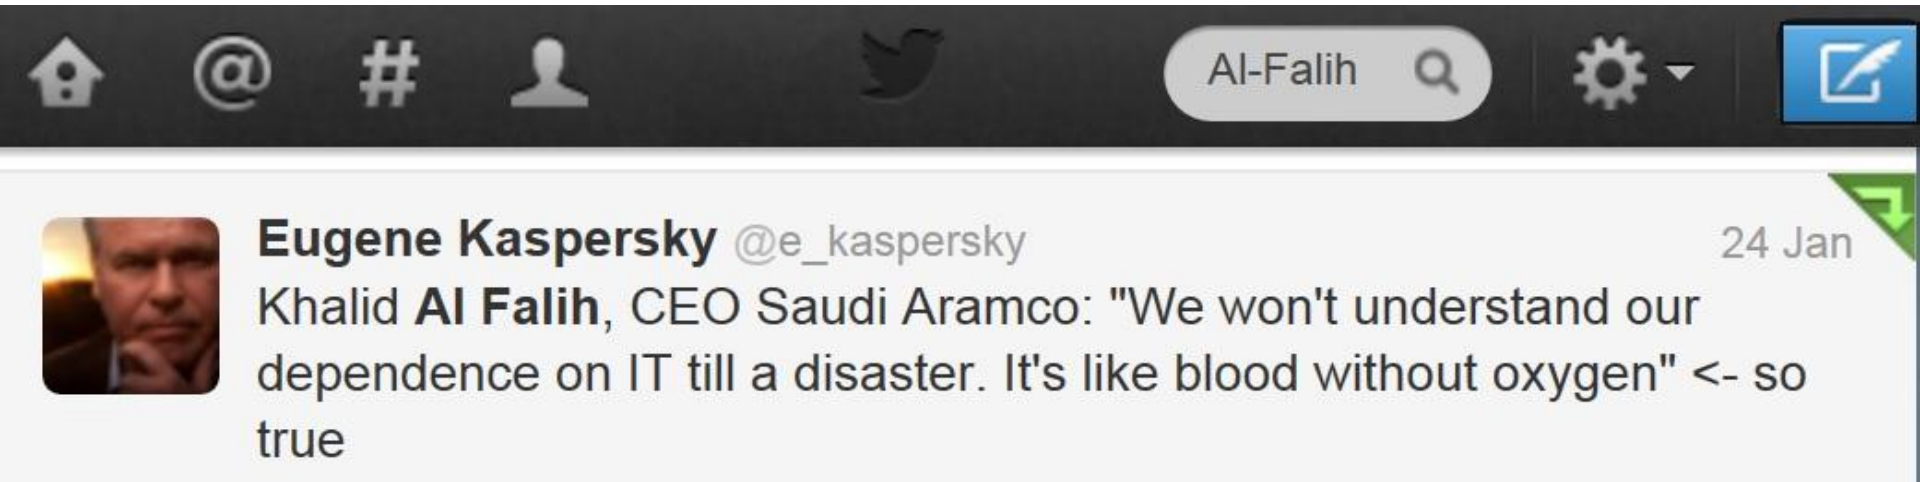 Al-Falih
Eugene Kaspersky @e_kaspersky 24 Jan
Khalid Al Falih, CEO Saudi Aramco: "We won't understand our
dependence on IT till a disaster. It's like blood without oxygen" <- so
true